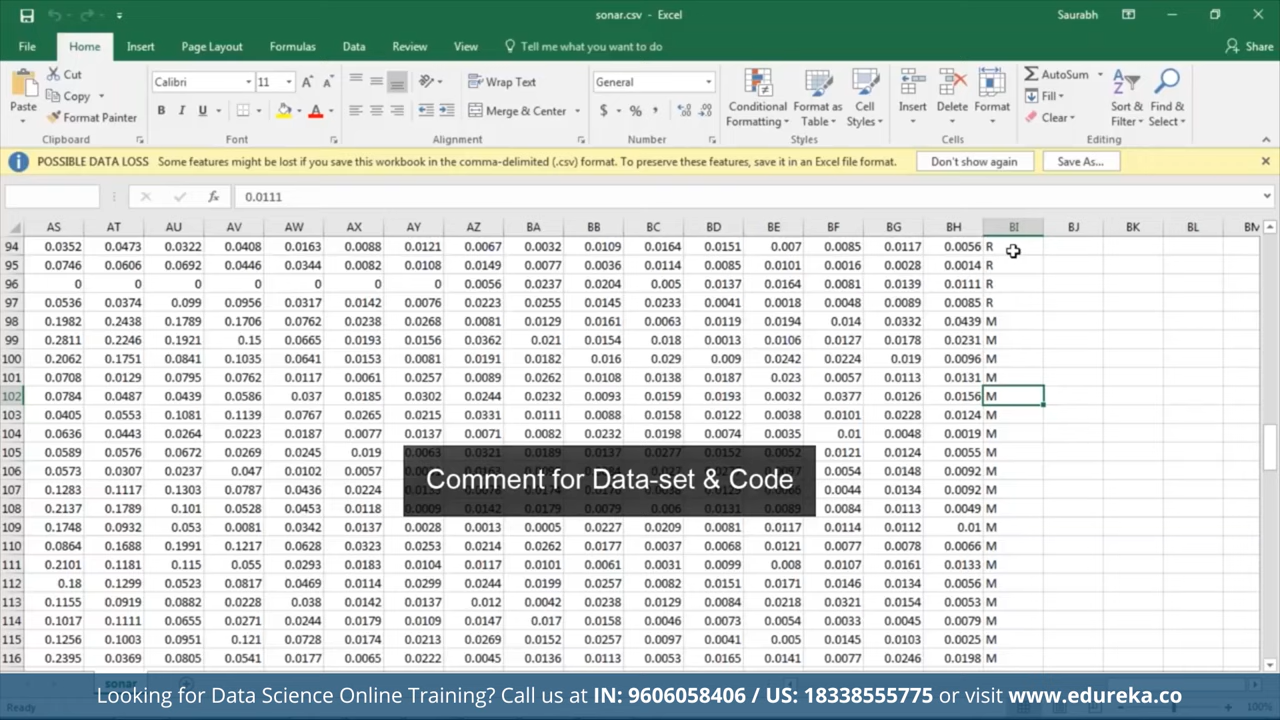 sonar.csv - Excel
Saurabh
File Home Insert Page Layout Formulas Data Review View Tell me what you want to do Share
Paste Cut Copy Format Painter
Calibri 11 B I U
Wrap Text Merge & Center
General $ % ,
Conditional Formatting Format as Table Cell Styles
Insert Delete Format
AutoSum Fill Clear Sort & Filter Find & Select
Clipboard Font Alignment Number Styles Cells Editing
POSSIBLE DATA LOSS Some features might be lost if you save this workbook in the comma-delimited (.csv) format. To preserve these features, save it in an Excel file format. Don't show again Save As...
fx 0.0111
AS AT AU AV AW AX AY AZ BA BB BC BD BE BF BG BH BI BJ BK BL BM
94 0.0352 0.0473 0.0322 0.0408 0.0163 0.0088 0.0121 0.0067 0.0032 0.0109 0.0164 0.0151 0.007 0.0085 0.0117 0.0056 R
95 0.0746 0.0606 0.0692 0.0446 0.0344 0.0082 0.0108 0.0149 0.0077 0.0036 0.0114 0.0085 0.0101 0.0016 0.0028 0.0014 R
96 0 0 0 0 0 0 0 0.0056 0.0237 0.0204 0.005 0.0137 0.0164 0.0081 0.0139 0.0111 R
97 0.0536 0.0374 0.099 0.0956 0.0317 0.0142 0.0076 0.0223 0.0255 0.0145 0.0233 0.0041 0.0018 0.0048 0.0089 0.0085 R
98 0.1982 0.2438 0.1789 0.1706 0.0762 0.0238 0.0268 0.0081 0.0129 0.0161 0.0063 0.0119 0.0194 0.014 0.0332 0.0439 M
99 0.2811 0.2246 0.1921 0.15 0.0665 0.0193 0.0156 0.0362 0.021 0.0154 0.018 0.0013 0.0106 0.0127 0.0178 0.0231 M
100 0.2062 0.1751 0.0841 0.1035 0.0641 0.0153 0.0081 0.0191 0.0182 0.016 0.029 0.009 0.0242 0.0224 0.019 0.0096 M
101 0.0708 0.0129 0.0795 0.0762 0.0117 0.0061 0.0257 0.0089 0.0262 0.0108 0.0138 0.0187 0.023 0.0057 0.0113 0.0131 M
102 0.0784 0.0487 0.0439 0.0586 0.037 0.0185 0.0302 0.0244 0.0232 0.0093 0.0159 0.0193 0.0032 0.0377 0.0126 0.0156 M
103 0.0405 0.0553 0.1081 0.1139 0.0767 0.0265 0.0215 0.0331 0.0111 0.0088 0.0158 0.0122 0.0038 0.0101 0.0228 0.0124 M
104 0.0636 0.0443 0.0264 0.0223 0.0187 0.0077 0.0137 0.0071 0.0082 0.0232 0.0198 0.0074 0.0035 0.01 0.0048 0.0019 M
105 0.0589 0.0576 0.0672 0.0269 0.0245 0.019 0.0063 0.0321 0.0189 0.0137 0.0277 0.0152 0.0052 0.0121 0.0124 0.0055 M
106 0.0573 0.0307 0.0237 0.047 0.0102 0.0057 0.0054 0.0148 0.0092 M
Comment for Data-set & Code
107 0.1283 0.1117 0.1303 0.0787 0.0436 0.0224 0.0044 0.0134 0.0092 M
108 0.2137 0.1789 0.101 0.0528 0.0453 0.0118 0.0009 0.0142 0.0179 0.0079 0.006 0.0131 0.0089 0.0084 0.0113 0.0049 M
109 0.1748 0.0932 0.053 0.0081 0.0342 0.0137 0.0028 0.0013 0.0005 0.0227 0.0209 0.0081 0.0117 0.0114 0.0112 0.01 M
110 0.0864 0.1688 0.1991 0.1217 0.0628 0.0323 0.0253 0.0214 0.0262 0.0177 0.0037 0.0068 0.0121 0.0077 0.0078 0.0066 M
111 0.2101 0.1181 0.115 0.055 0.0293 0.0183 0.0104 0.0117 0.0101 0.0061 0.0031 0.0099 0.008 0.0107 0.0161 0.0133 M
112 0.18 0.1299 0.0523 0.0817 0.0469 0.0114 0.0299 0.0244 0.0199 0.0257 0.0082 0.0151 0.0171 0.0146 0.0134 0.0056 M
113 0.1155 0.0919 0.0882 0.0228 0.038 0.0142 0.0137 0.012 0.0042 0.0238 0.0129 0.0084 0.0218 0.0321 0.0154 0.0053 M
114 0.1017 0.1111 0.0655 0.0271 0.0244 0.0179 0.0109 0.0147 0.017 0.0158 0.0046 0.0073 0.0054 0.0033 0.0045 0.0079 M
115 0.1256 0.1003 0.0951 0.121 0.0728 0.0174 0.0213 0.0269 0.0152 0.0257 0.0097 0.0041 0.005 0.0145 0.0103 0.0025 M
116 0.2395 0.0369 0.0805 0.0541 0.0177 0.0065 0.0222 0.0045 0.0136 0.0113 0.0053 0.0165 0.0141 0.0077 0.0246 0.0198 M
sonar
Looking for Data Science Online Training? Call us at IN: 9606058406 / US: 18338555775 or visit www.edureka.co
Ready 100%